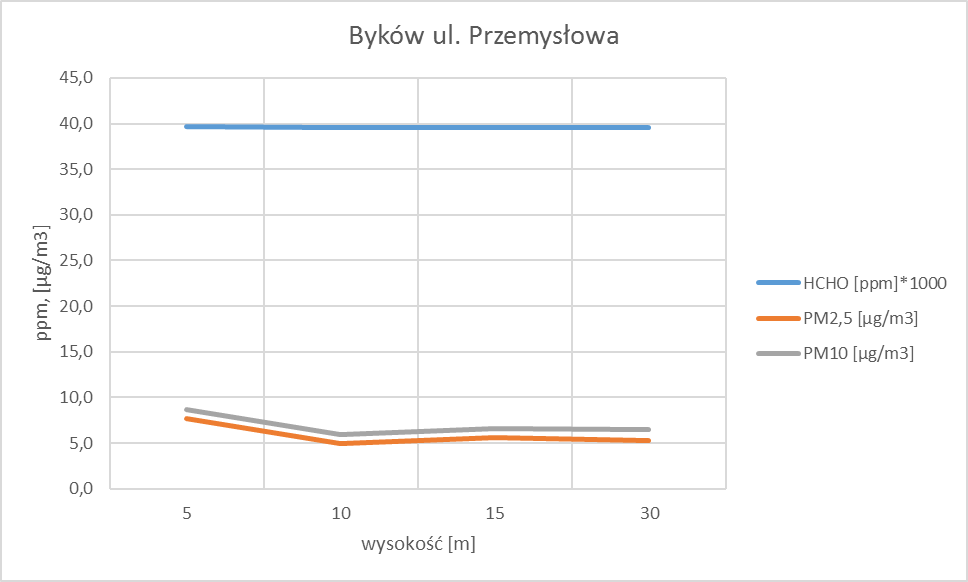 Byków ul. Przemysłowa
45,0
40,0
35,0
30,0
25,0
20,0
15,0
10,0
5,0
0,0
ppm, [µg/m3]
5 10 15 30
wysokość [m]
HCHO [ppm]*1000
PM2,5 [µg/m3]
PM10 [µg/m3]